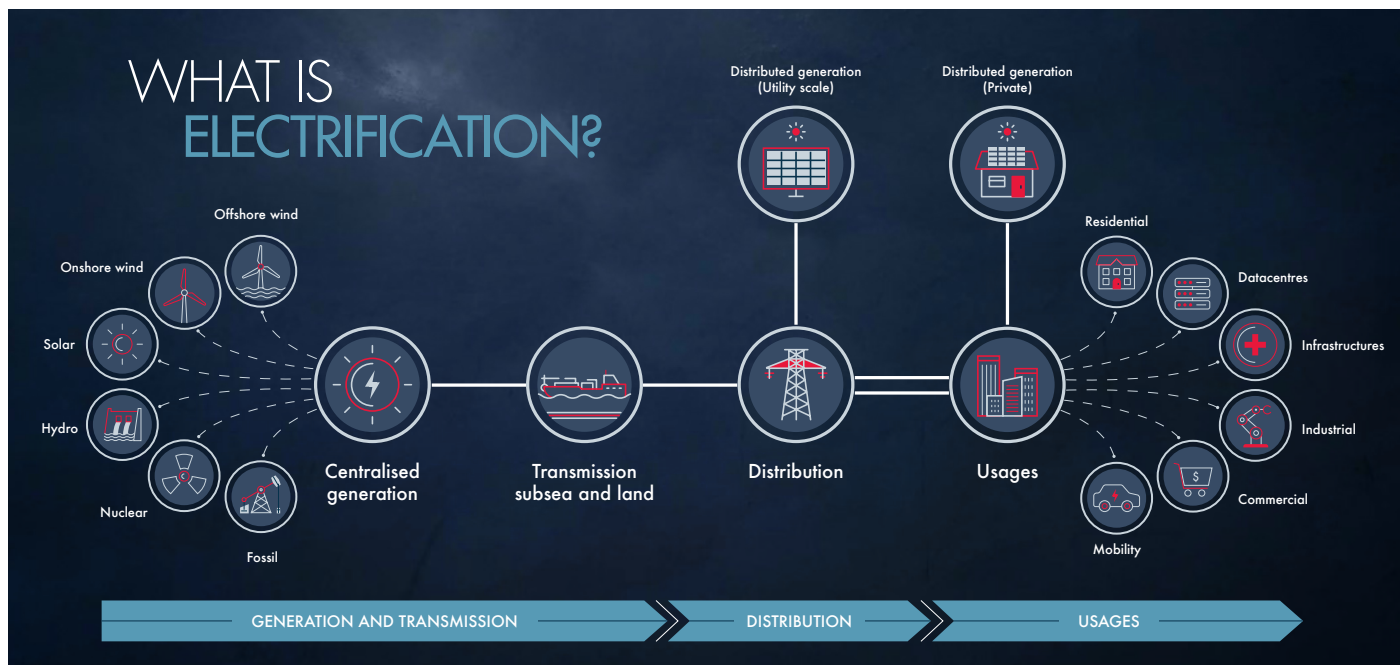 WHAT IS
ELECTRIFICATION?
Distributed generation
(Utility scale)
Distributed generation
(Private)
Offshore wind
Onshore wind
Solar
Hydro
Nuclear
Fossil
Centralised
generation
Transmission
subsea and land
Distribution
Usages
Residential
Datacentres
Infrastructures
Industrial
$
Commercial
Mobility
GENERATION AND TRANSMISSION
DISTRIBUTION
USAGES